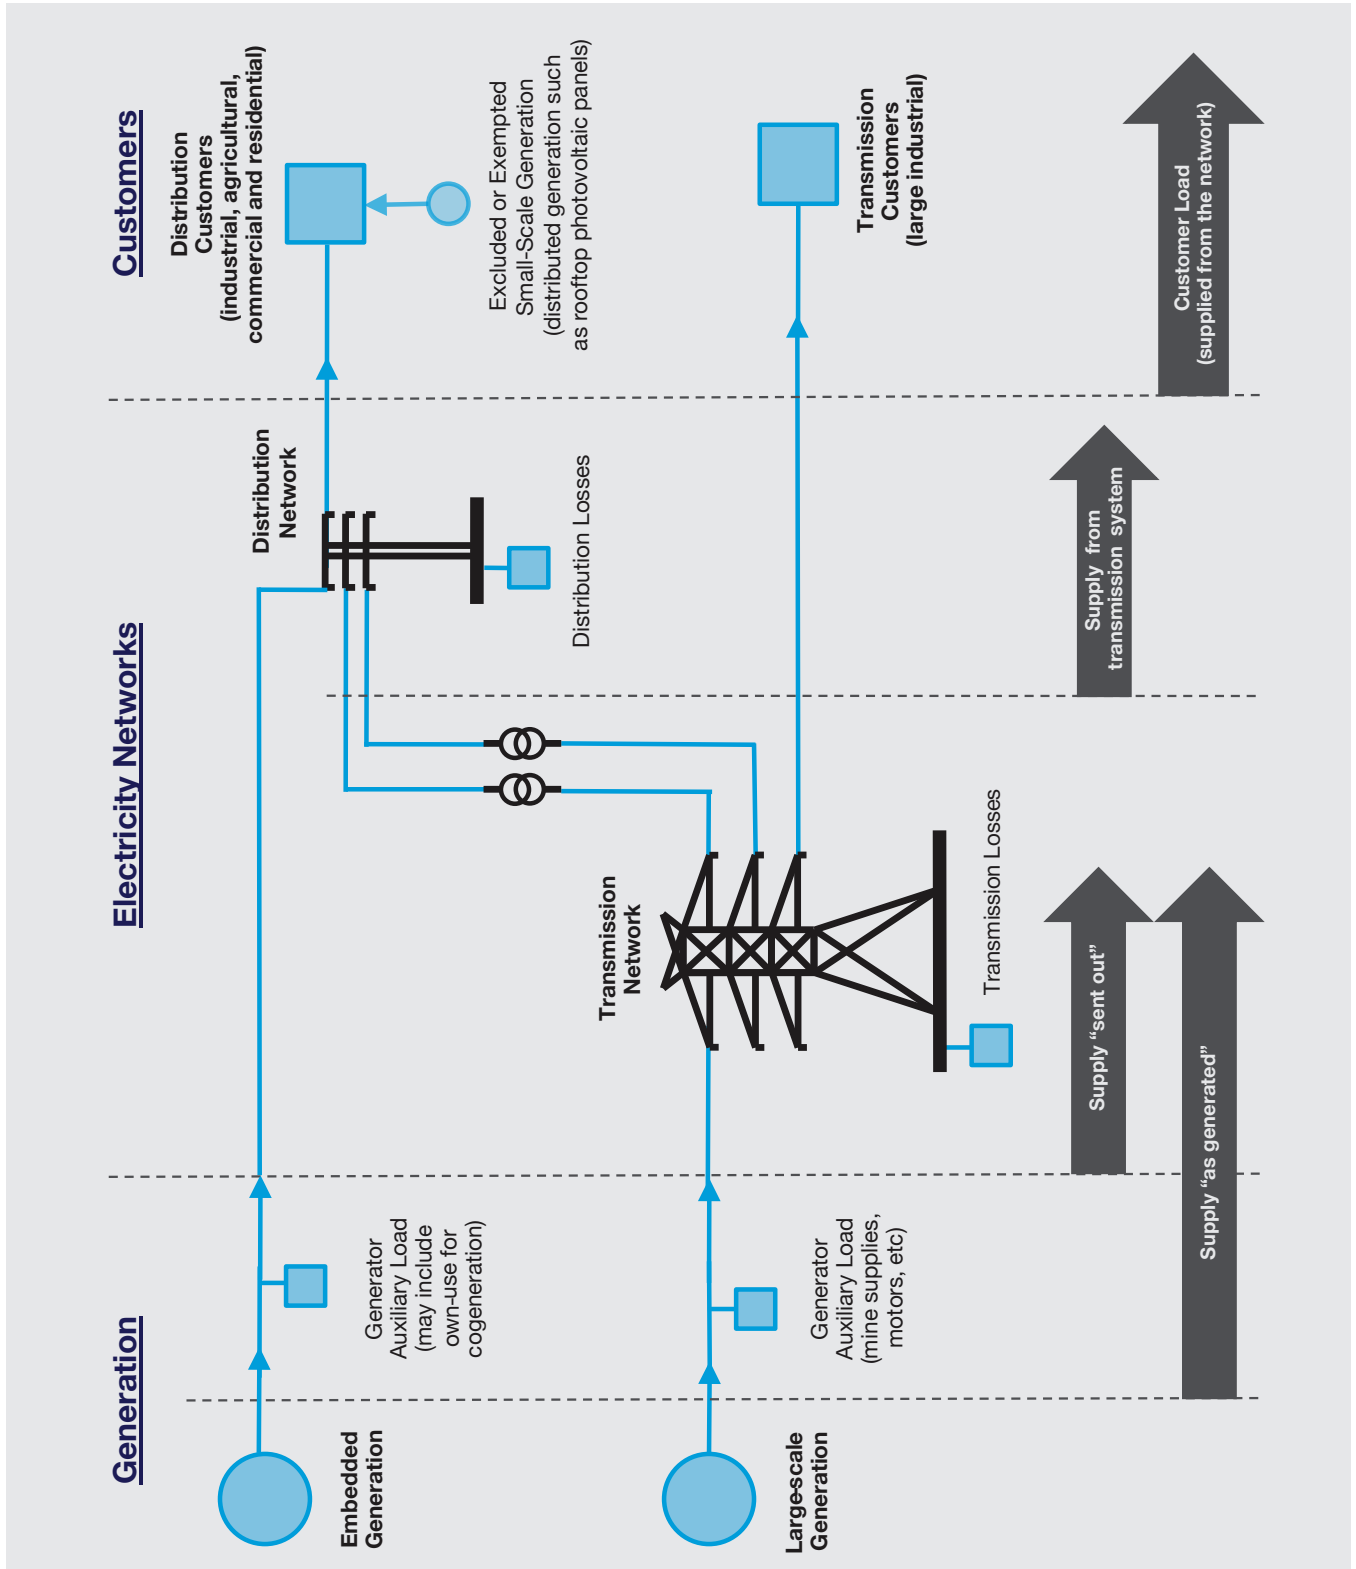 Generation
Electricity Networks
Customers
Embedded
Generation
Generator
Auxiliary Load
(may include
own-use for
cogeneration)
Distribution
Network
Distribution Losses
Distribution
Customers
(industrial, agricultural,
commercial and residential)
Excluded or Exempted
Small-Scale Generation
(distributed generation such
as rooftop photovoltaic panels)
Large-scale
Generation
Generator
Auxiliary Load
(mine supplies,
motors, etc)
Transmission
Network
Transmission Losses
Transmission
Customers
(large industrial)
Supply “sent out”
Supply from
transmission system
Supply “as generated”
Customer Load
(supplied from the network)